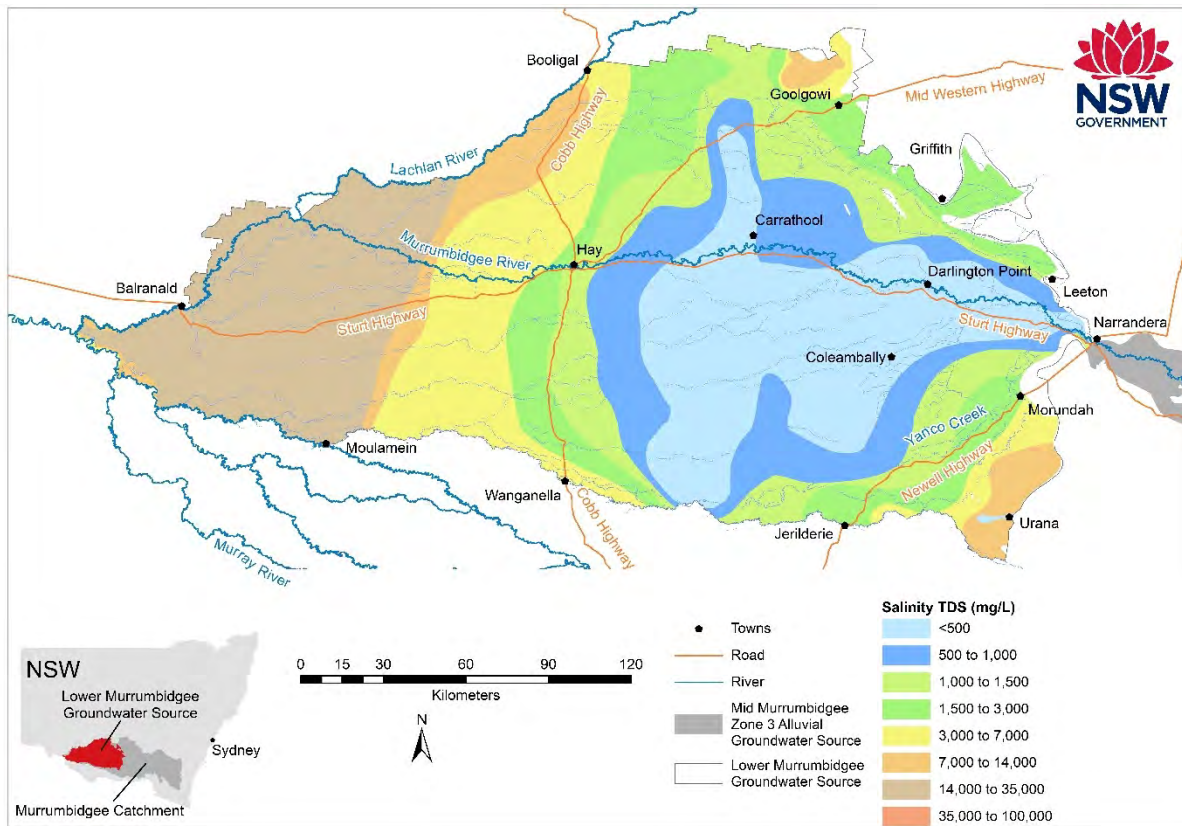 Booligal
NSW
GOVERNMENT
Goolgowi
Mid Western Highway
Cobb Highway
Griffith
Lachlan River
Carrathool
Hay
Murrumbidgee River
Darlington Point
Leeton
Balranald
Sturt Highway
Sturt Highway
Narrandera
Coleambally
Morundah
Yanco Creek
Moulamein
Newell Highway
Wanganella
Cobb Highway
Urana
Jerilderie
Murray River
NSW
Lower Murrumbidgee
Groundwater Source
Sydney
Murrumbidgee Catchment
0 15 30 60 90 120
Kilometers
N
Towns
Road
River
Mid Murrumbidgee
Zone 3 Alluvial
Groundwater Source
Lower Murrumbidgee
Groundwater Source
Salinity TDS (mg/L)
<500
500 to 1,000
1,000 to 1,500
1,500 to 3,000
3,000 to 7,000
7,000 to 14,000
14,000 to 35,000
35,000 to 100,000